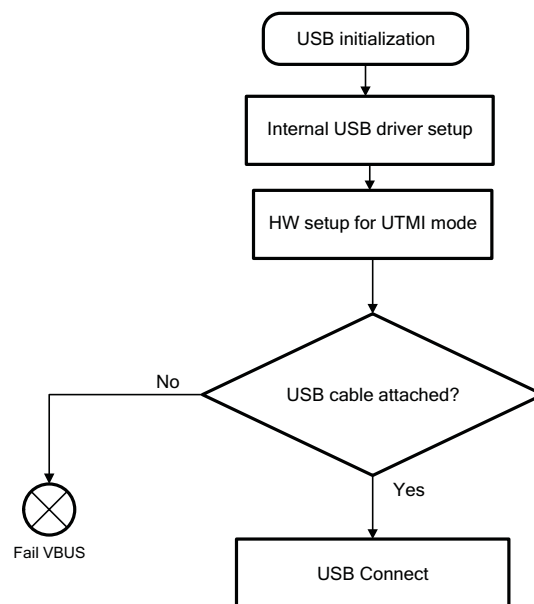 USB initialization
Internal USB driver setup
HW setup for UTMI mode
USB cable attached?
No
Yes
Fail VBUS
USB Connect